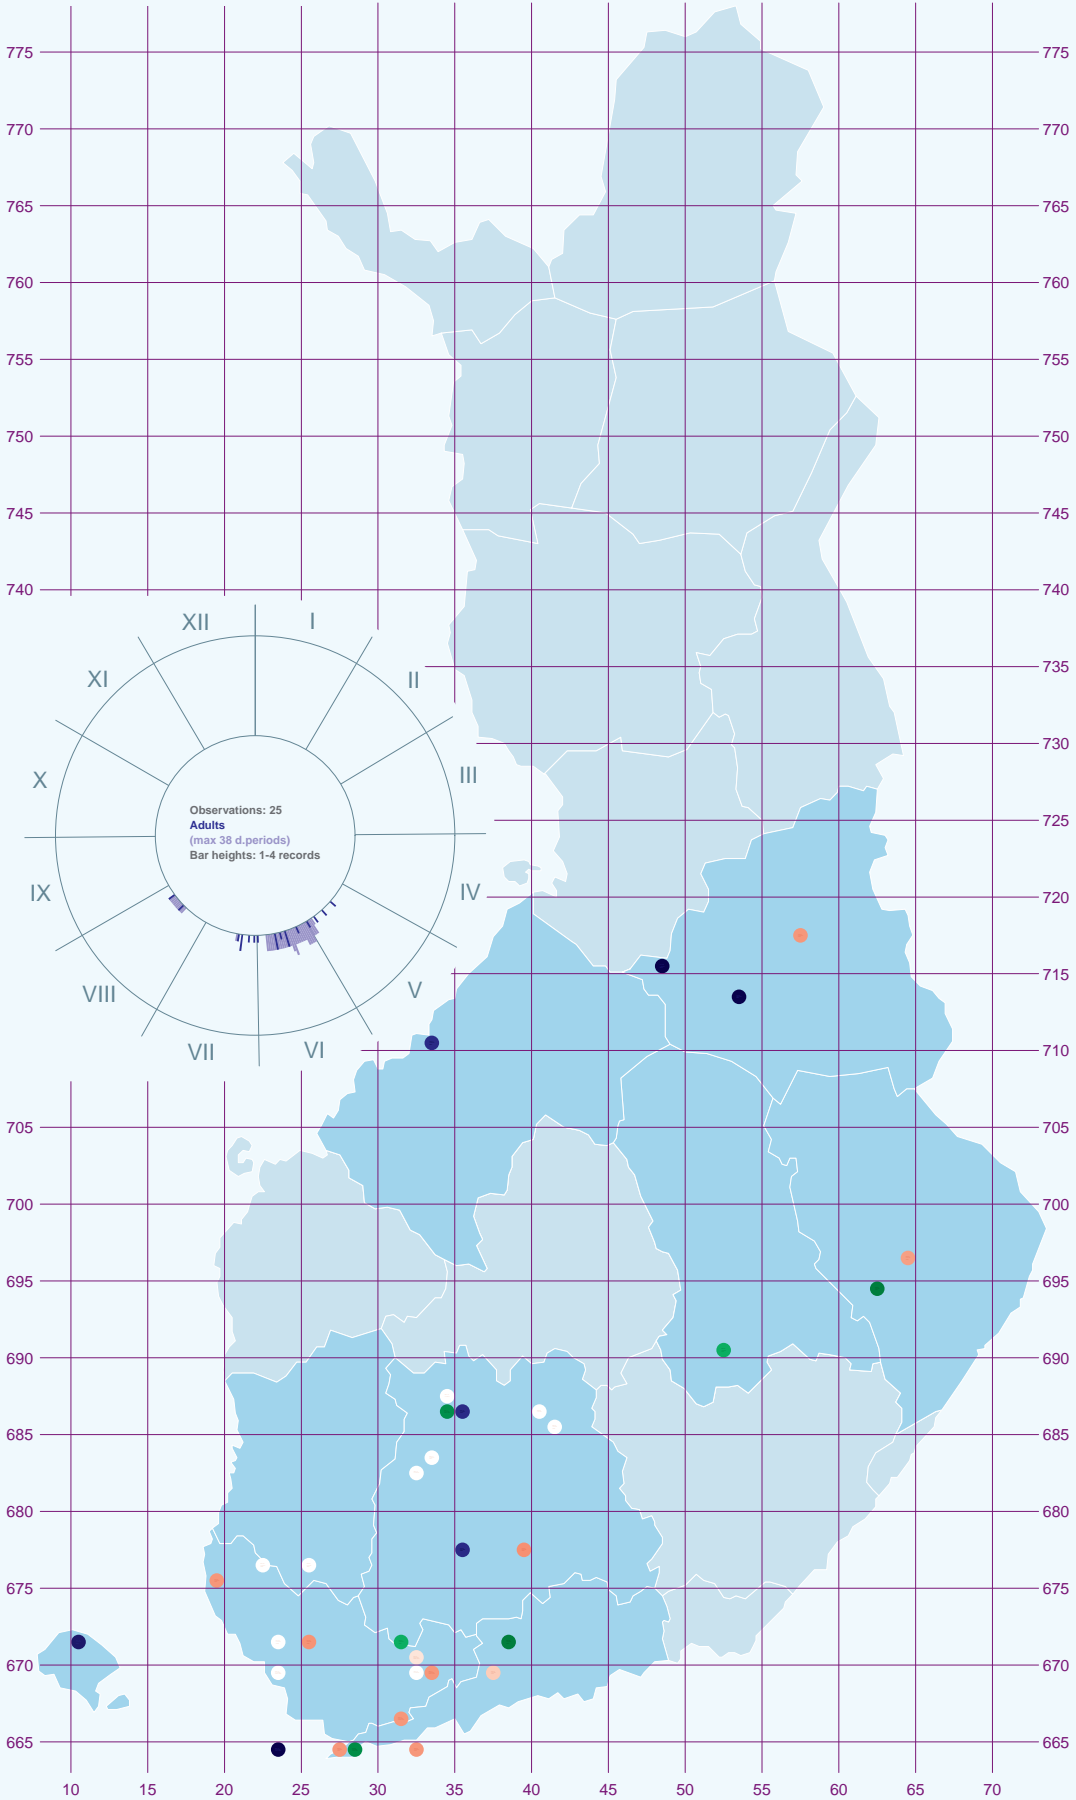 775 775
770 770
765 765
760 760
755 755
750 750
745 745
740 740
XII I
735
XI II
730
X III
725
Observations: 25
Adults
(max 38 d.periods)
Bar heights: 1-4 records
IX IV
720
VIII V
715
VII VI
710
705 705
700 700
695 695
690 690
685 685
680 680
675 675
670 670
665 665
10 15 20 25 30 35 40 45 50 55 60 65 70